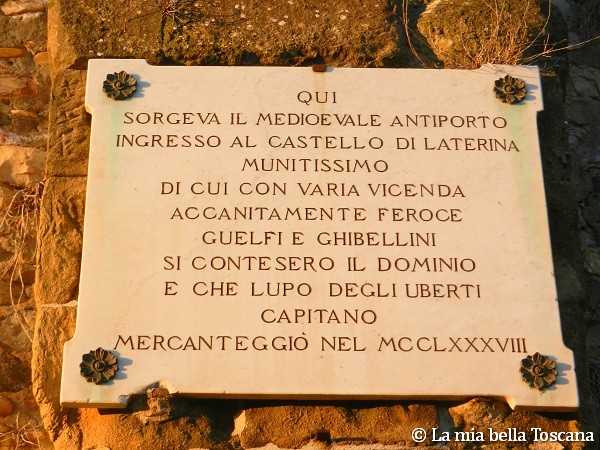 QUI
SORGEVA IL MEDIOEVALE ANTIPORTO
INGRESSO AL CASTELLO DI LATERINA
MUNITISSIMO
DI CUI CON VARIA VICENDA
ACCANITAMENTE FEROCE
GUELFI E GHIBELLINI
SI CONTESERO IL DOMINIO
E CHE LUPO DEGLI UBERTI
CAPITANO
MERCANTEGGIÒ NEL MCCLXXXVIII
© La mia bella Toscana